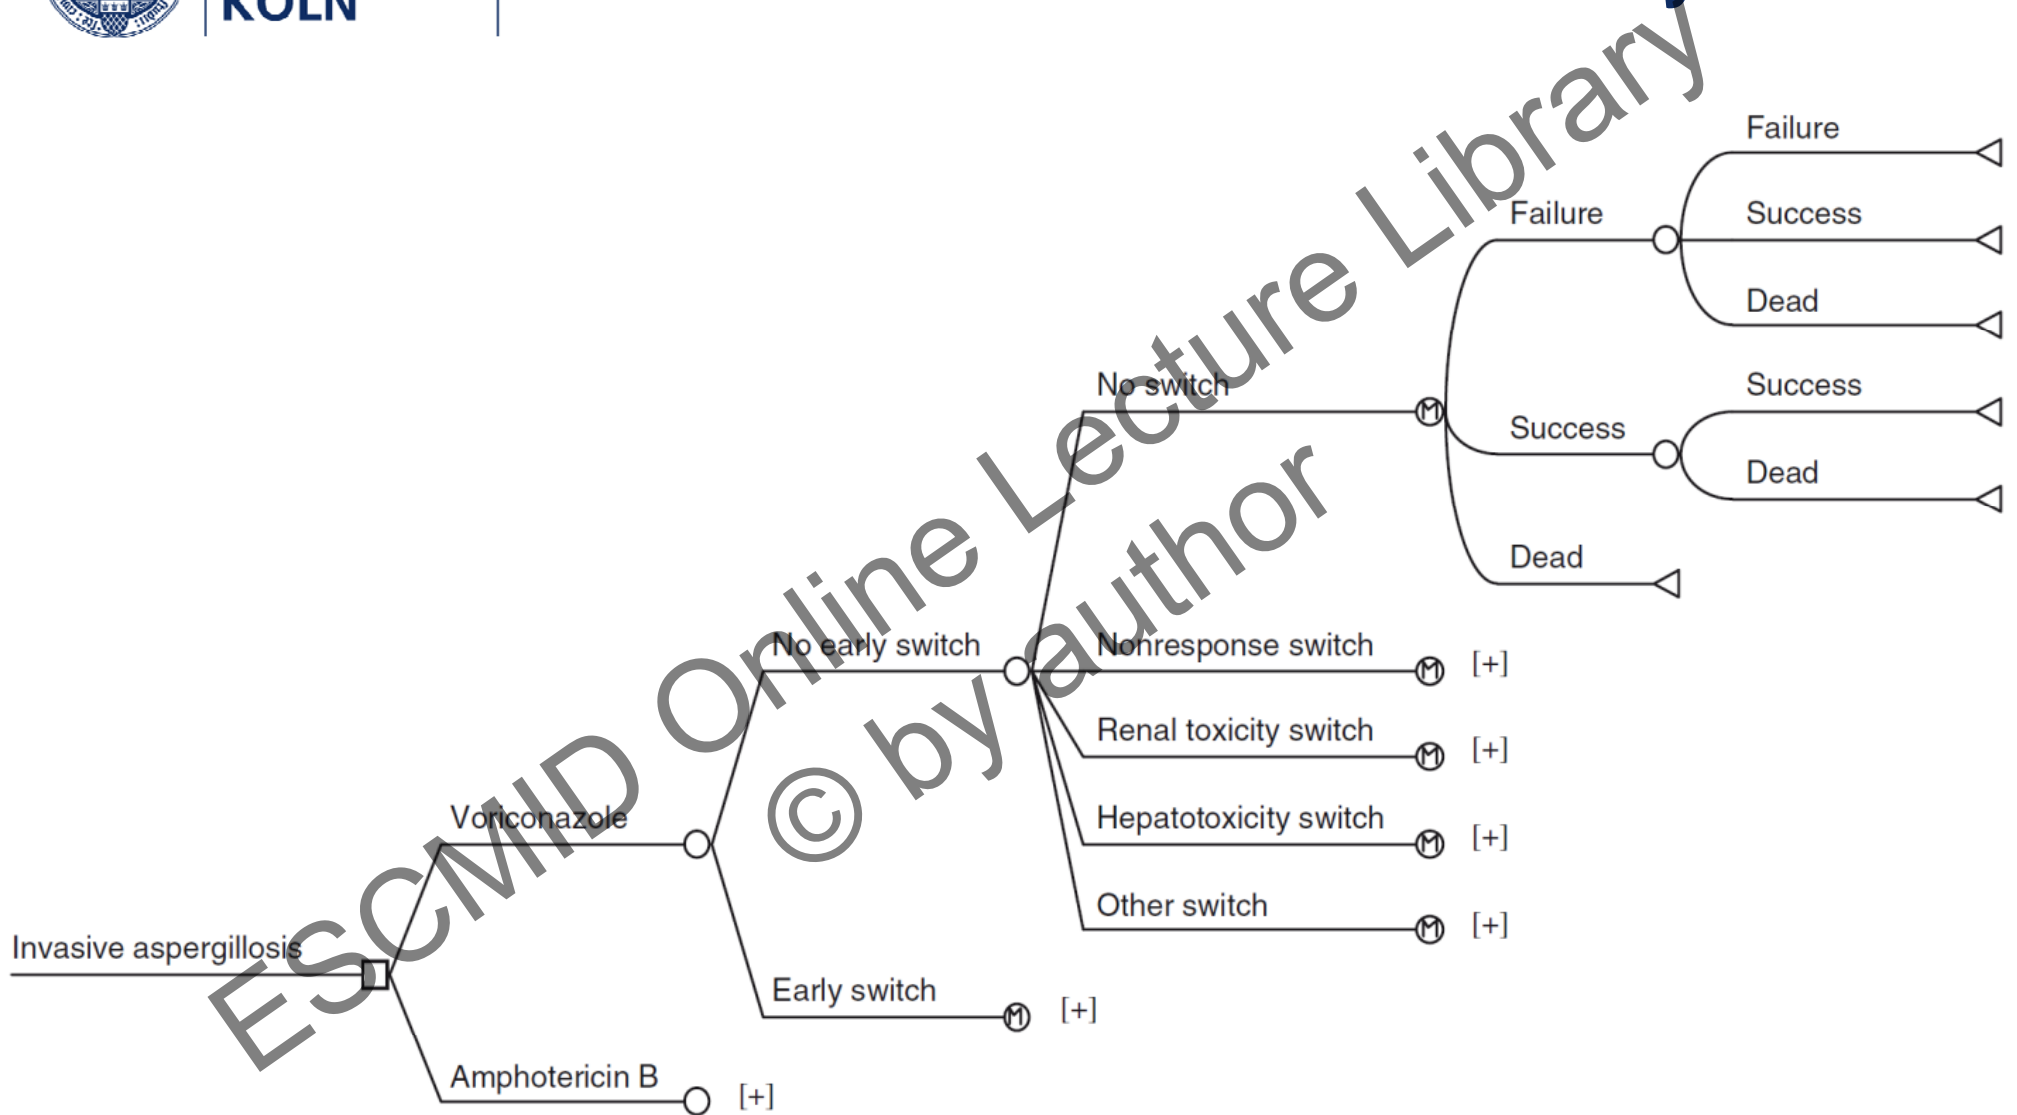 KÖLN
Failure
Failure
Success
Dead
No switch
Success
Success
Dead
Dead
No early switch
Nonresponse switch
[+]
Renal toxicity switch
[+]
Voriconazole
Hepatotoxicity switch
[+]
Other switch
[+]
Invasive aspergillosis
Early switch
[+]
Amphotericin B
[+]
ESCMID Online Lecture Library
© by author